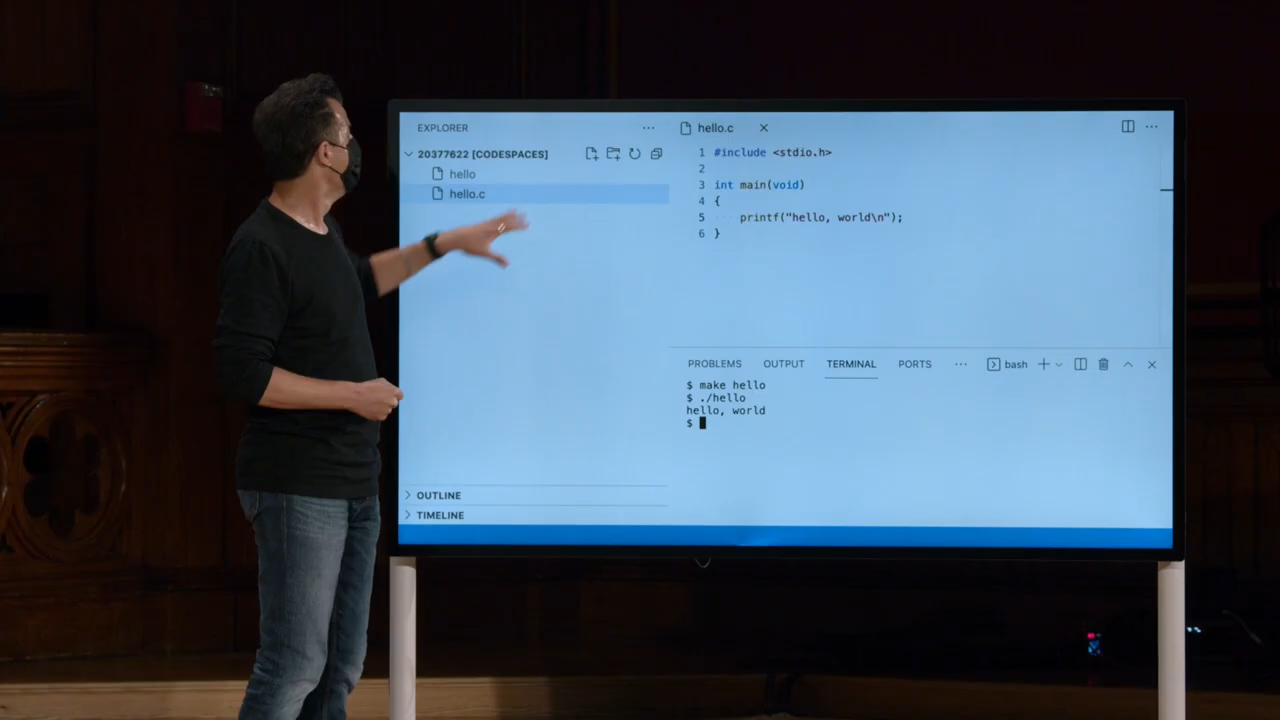 EXPLORER
20377622 [CODESPACES]
hello
hello.c
OUTLINE
TIMELINE
hello.c
1 #include <stdio.h>
2
3 int main(void)
4 {
5 printf("hello, world\n");
6 }
PROBLEMS OUTPUT TERMINAL PORTS bash
$ make hello
$ ./hello
hello, world
$